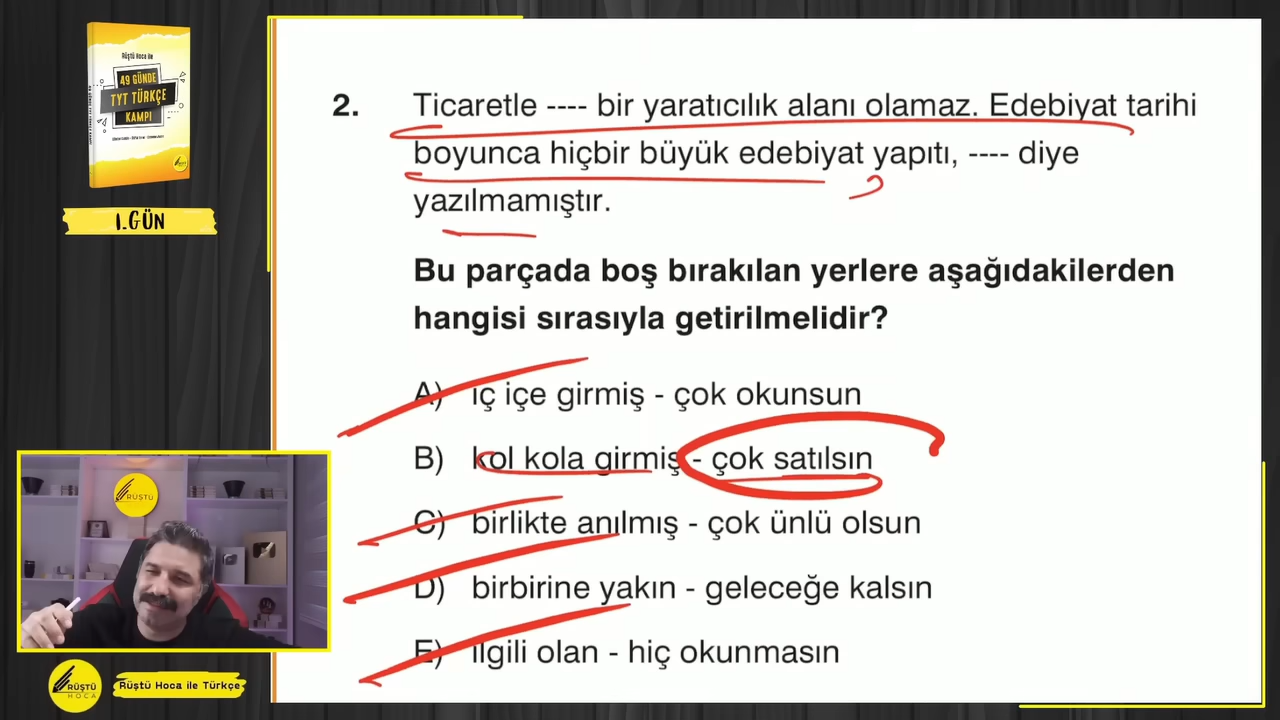 Rüştü Hoca ile
49 GÜNDE
TYT TÜRKÇE
KAMPI
1.GÜN
2. Ticaretle ---- bir yaratıcılık alanı olamaz. Edebiyat tarihi
boyunca hiçbir büyük edebiyat yapıtı, ---- diye
yazılmamıştır.
Bu parçada boş bırakılan yerlere aşağıdakilerden
hangisi sırasıyla getirilmelidir?
A) iç içe girmiş - çok okunsun
B) kol kola girmiş - çok satılsın
C) birlikte anılmış - çok ünlü olsun
D) birbirine yakın - geleceğe kalsın
E) ilgili olan - hiç okunmasın
RÜŞTÜ
RÜŞTÜ
HOCA
Rüştü Hoca ile Türkçe